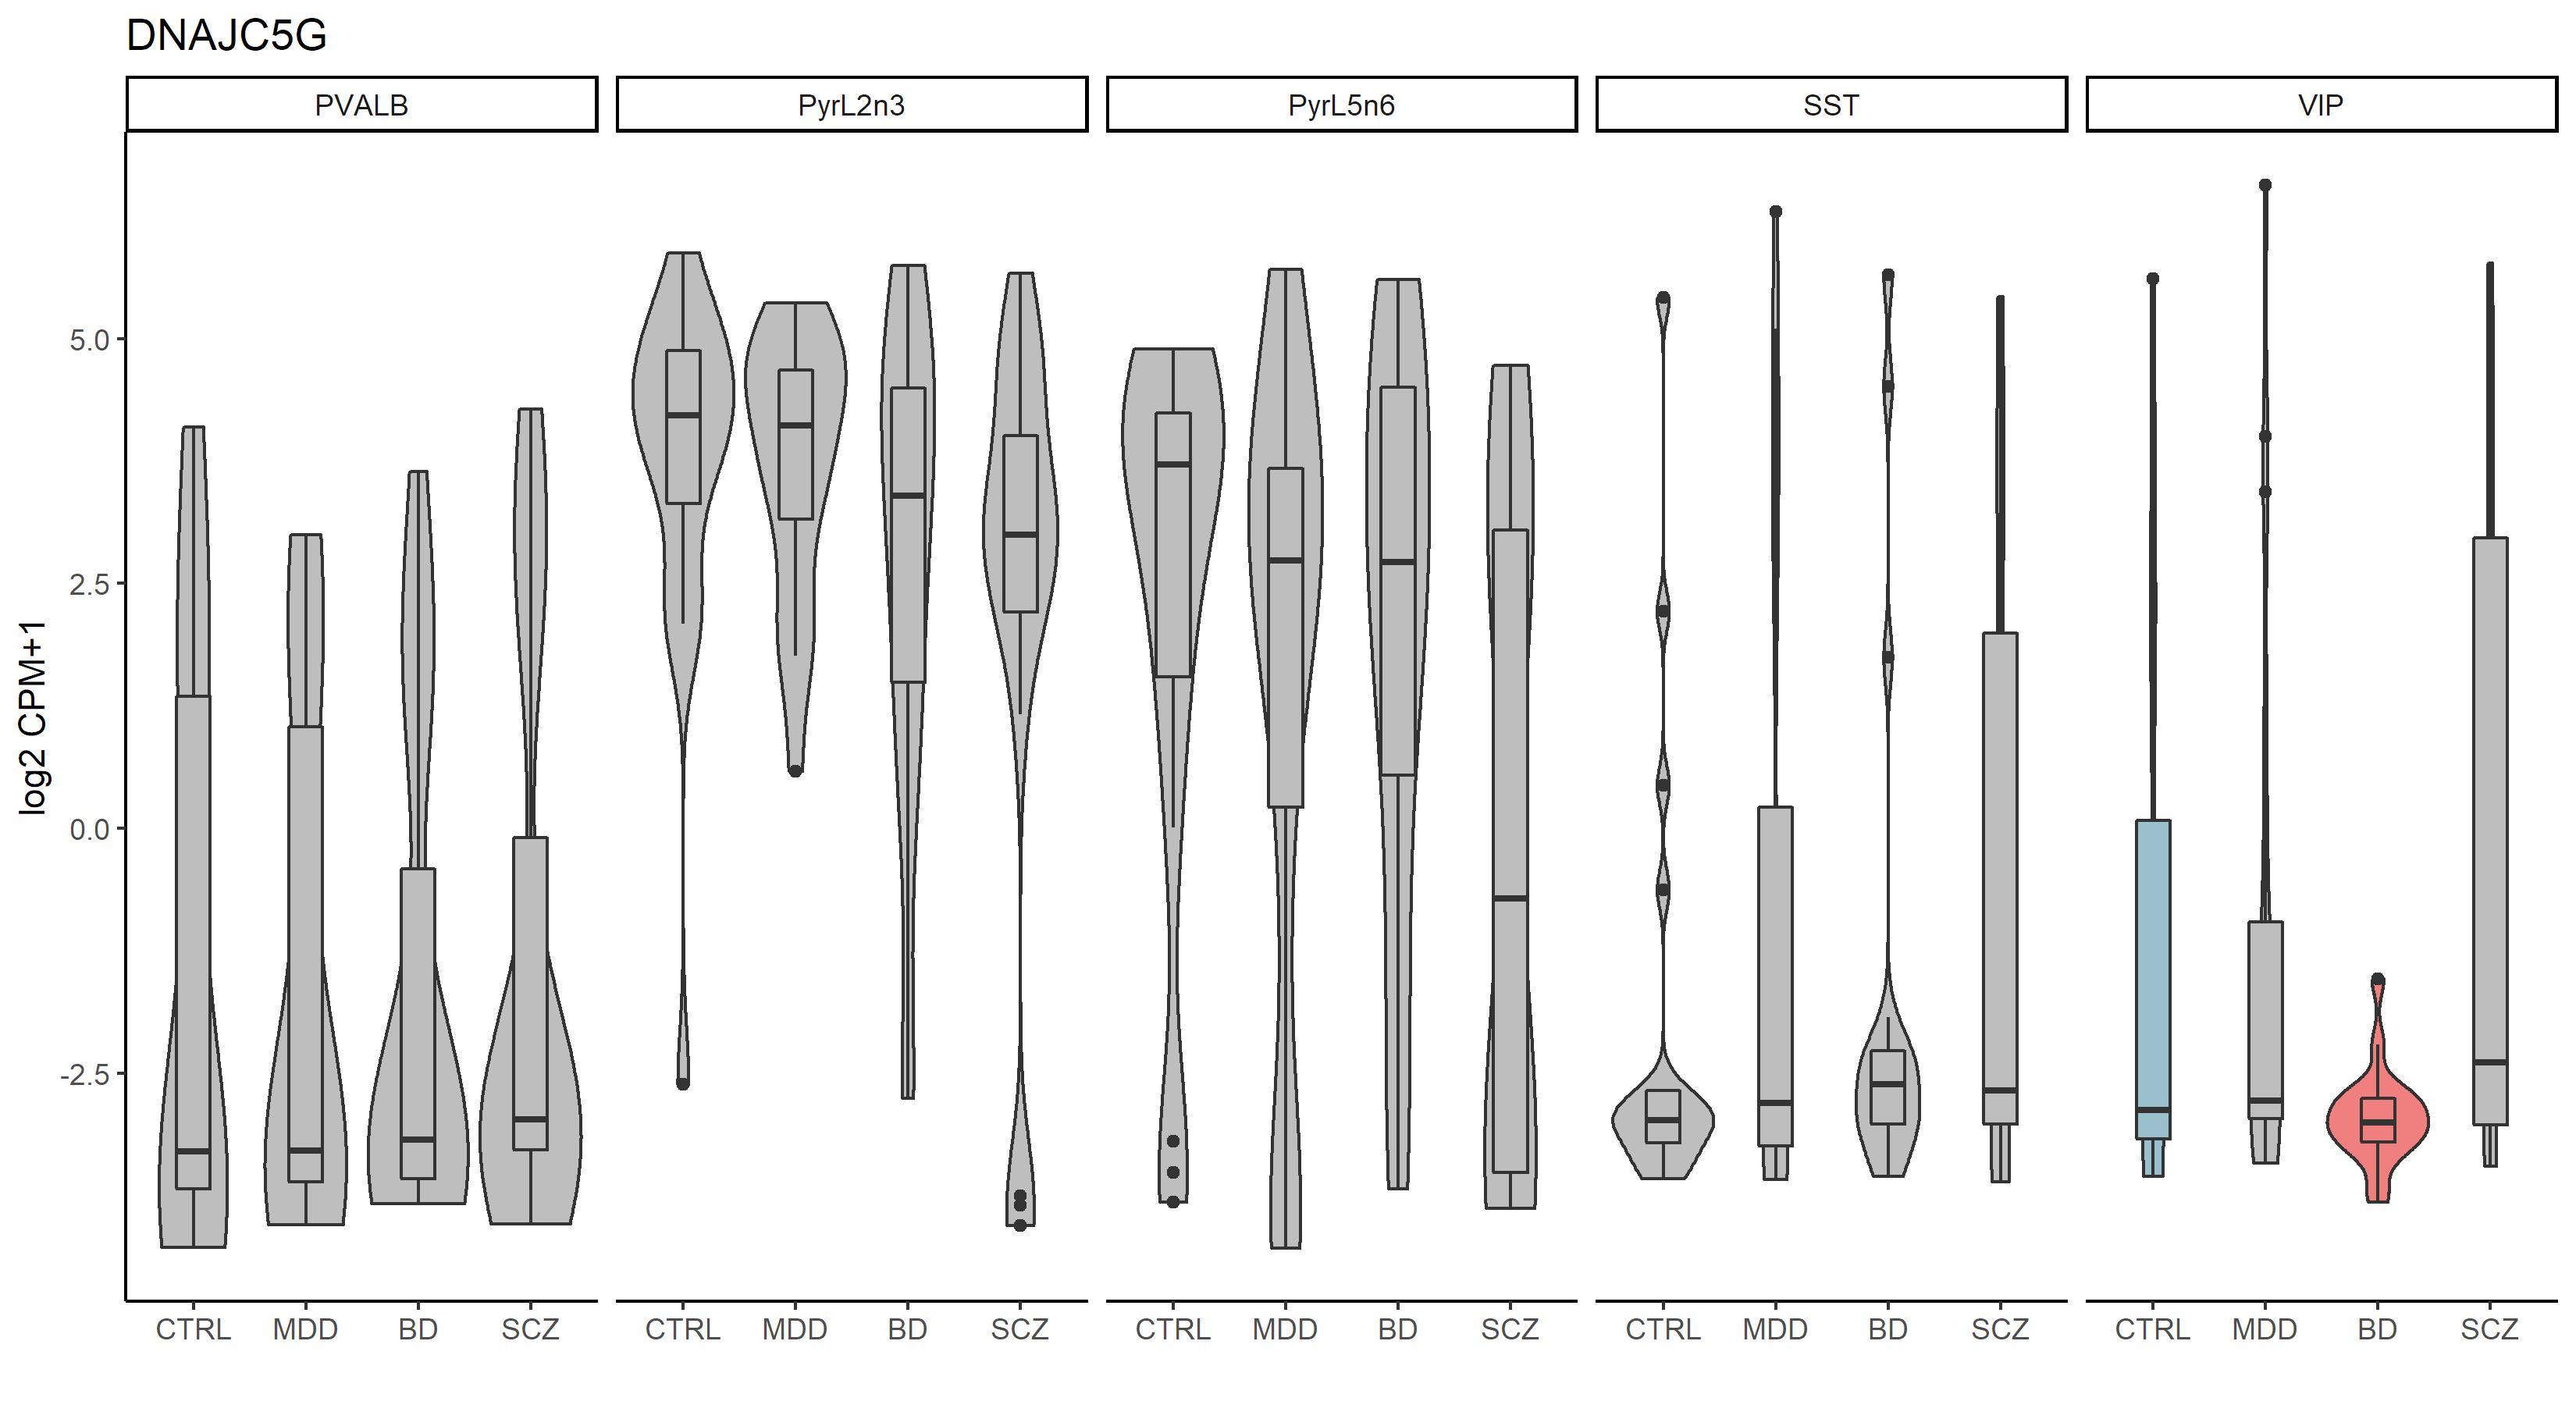 DNAJC5G
PVALB PyrL2n3 PyrL5n6 SST VIP
log2 CPM+1
5.0
2.5
0.0
-2.5
CTRL MDD BD SCZ CTRL MDD BD SCZ CTRL MDD BD SCZ CTRL MDD BD SCZ CTRL MDD BD SCZ